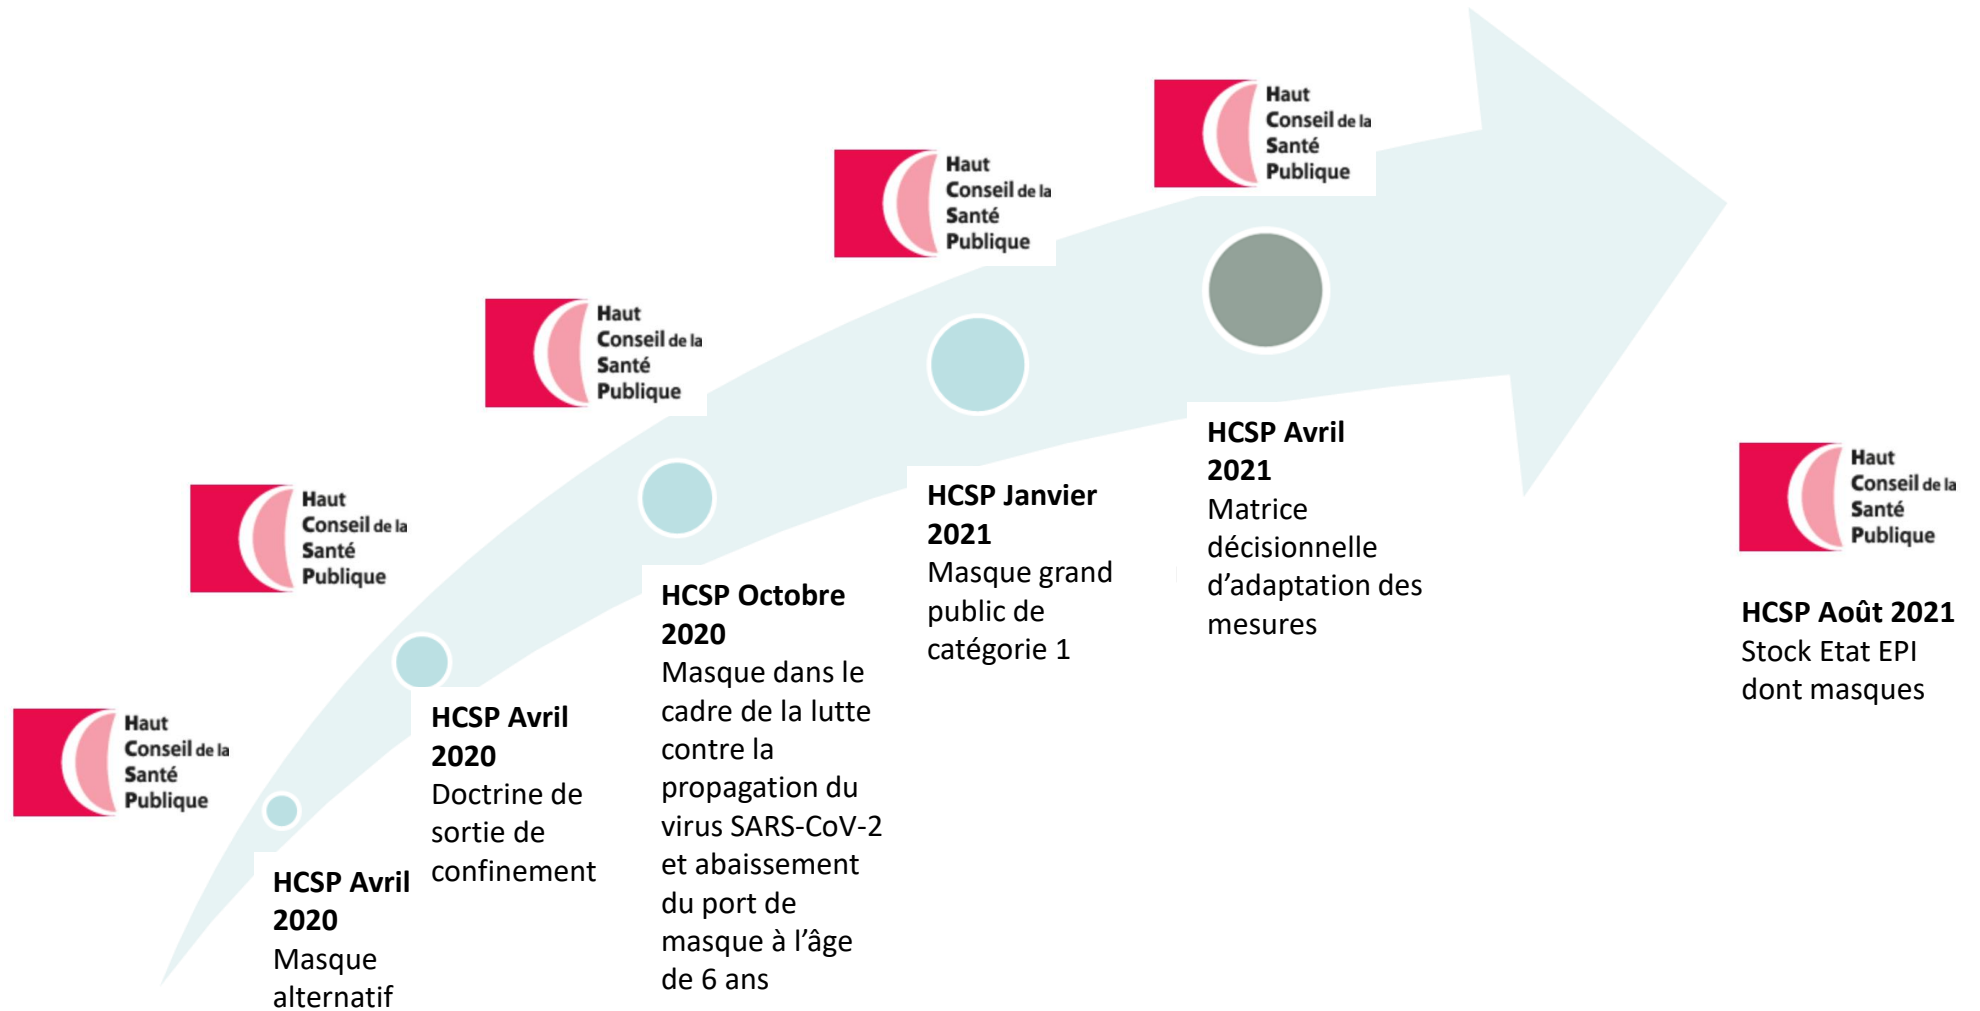 Haut
Conseil de la
Santé
Publique
HCSP Avril
2020
Masque
alternatif
Haut
Conseil de la
Santé
Publique
HCSP Avril
2020
Doctrine de
sortie de
confinement
Haut
Conseil de la
Santé
Publique
HCSP Octobre
2020
Masque dans le
cadre de la lutte
contre la
propagation du
virus SARS-CoV-2
et abaissement
du port de
masque à l’âge
de 6 ans
Haut
Conseil de la
Santé
Publique
HCSP Janvier
2021
Masque grand
public de
catégorie 1
Haut
Conseil de la
Santé
Publique
HCSP Avril
2021
Matrice
décisionnelle
d’adaptation des
mesures
Haut
Conseil de la
Santé
Publique
HCSP Août 2021
Stock Etat EPI
dont masques